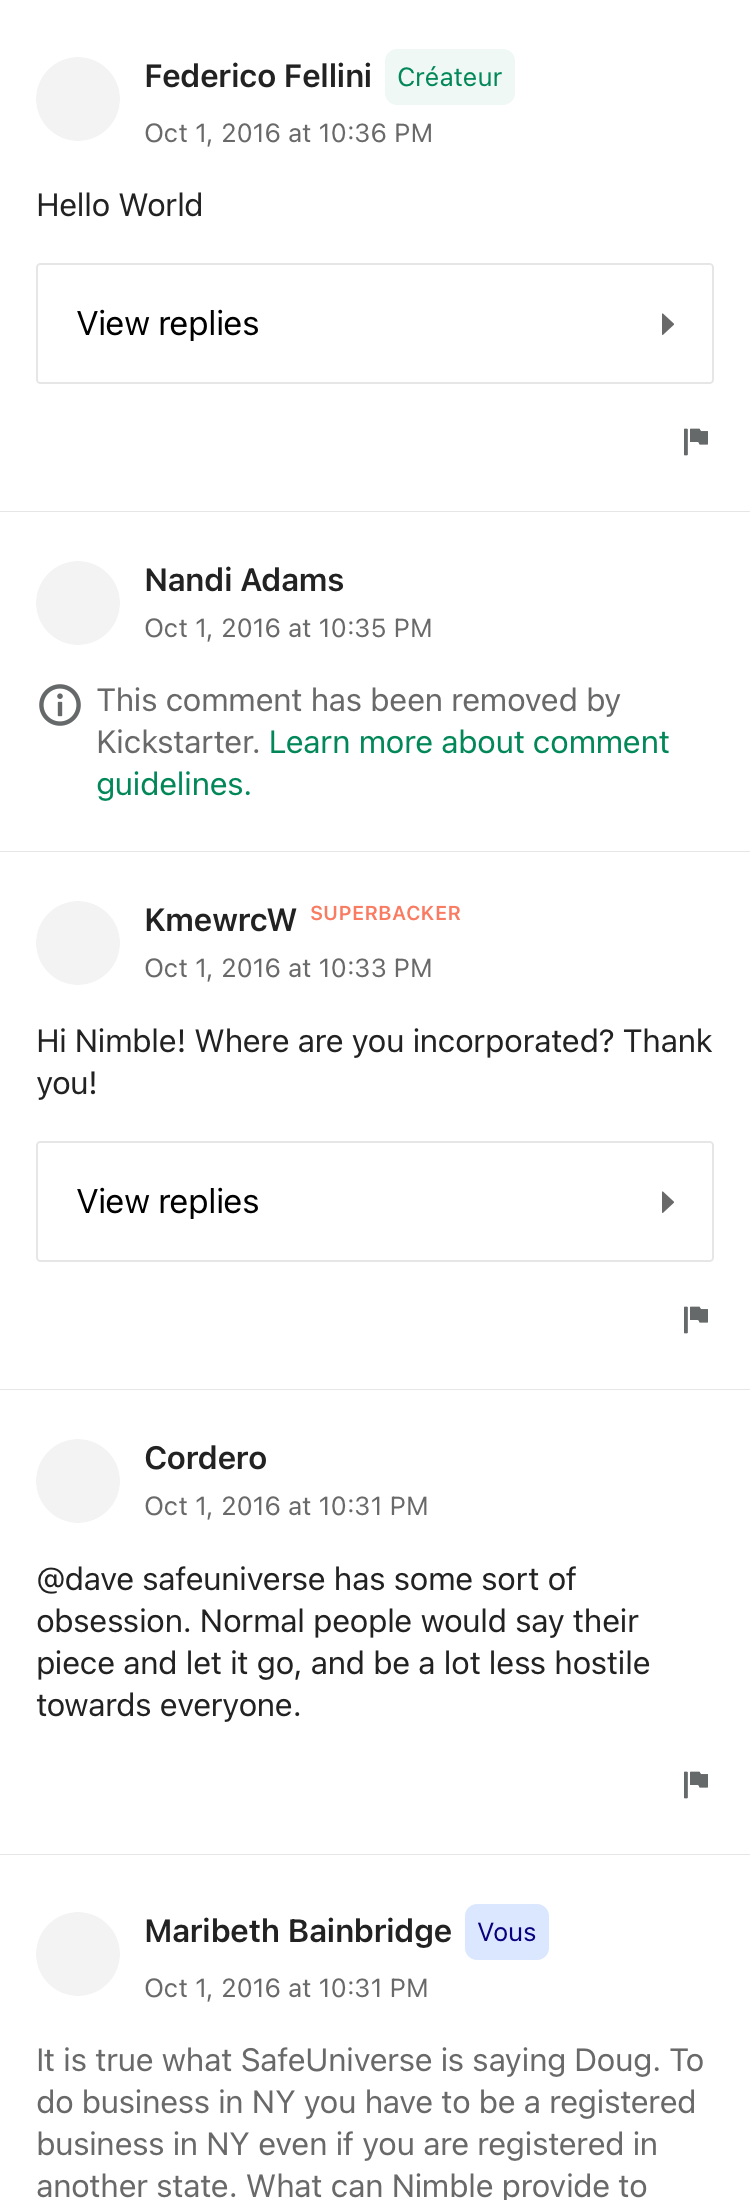 Federico Fellini Créateur
Oct 1, 2016 at 10:36 PM
Hello World
View replies
Nandi Adams
Oct 1, 2016 at 10:35 PM
This comment has been removed by
Kickstarter. Learn more about comment
guidelines.
KmewrcW SUPERBACKER
Oct 1, 2016 at 10:33 PM
Hi Nimble! Where are you incorporated? Thank
you!
View replies
Cordero
Oct 1, 2016 at 10:31 PM
@dave safeuniverse has some sort of
obsession. Normal people would say their
piece and let it go, and be a lot less hostile
towards everyone.
Maribeth Bainbridge Vous
Oct 1, 2016 at 10:31 PM
It is true what SafeUniverse is saying Doug. To
do business in NY you have to be a registered
business in NY even if you are registered in
another state. What can Nimble provide to